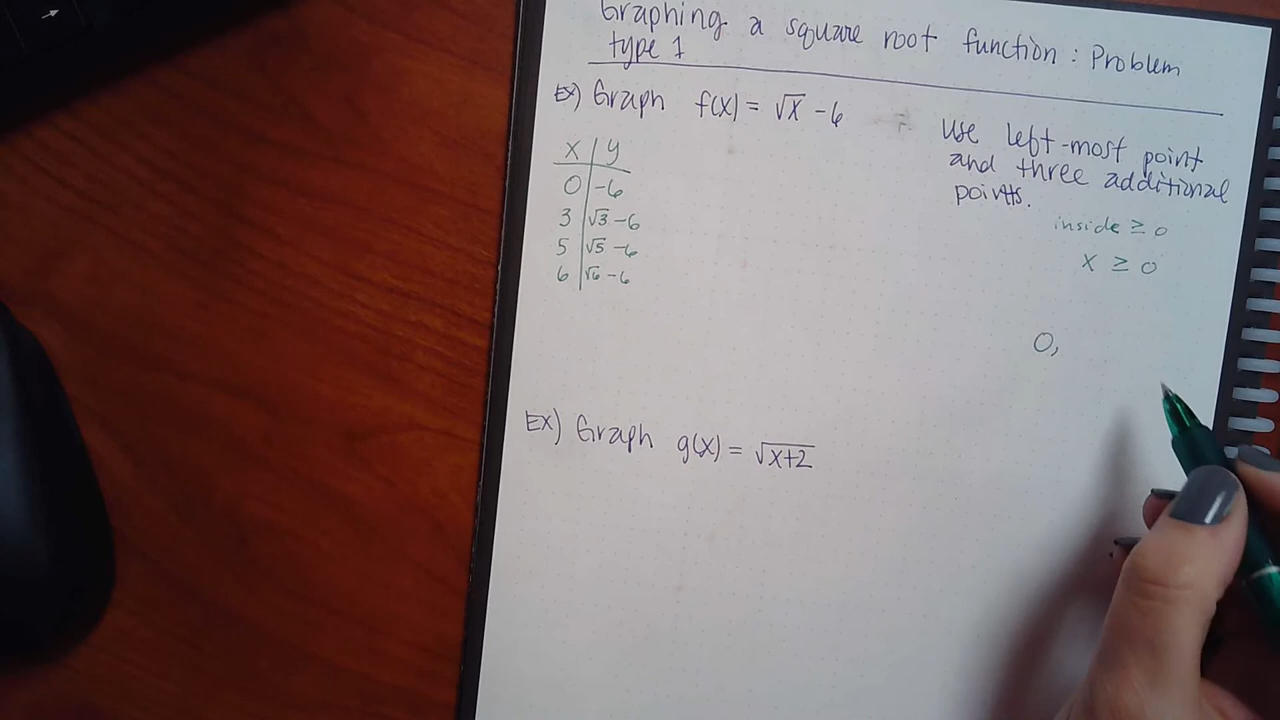 Graphing a square root function : Problem
type 1
Ex) Graph f(x) = √x - 6
Use left-most point
and three additional
points.
x | y
0 | -6
3 | √3 - 6
5 | √5 - 6
6 | √6 - 6
inside ≥ 0
x ≥ 0
0,
Ex) Graph g(x) = √(x+2)